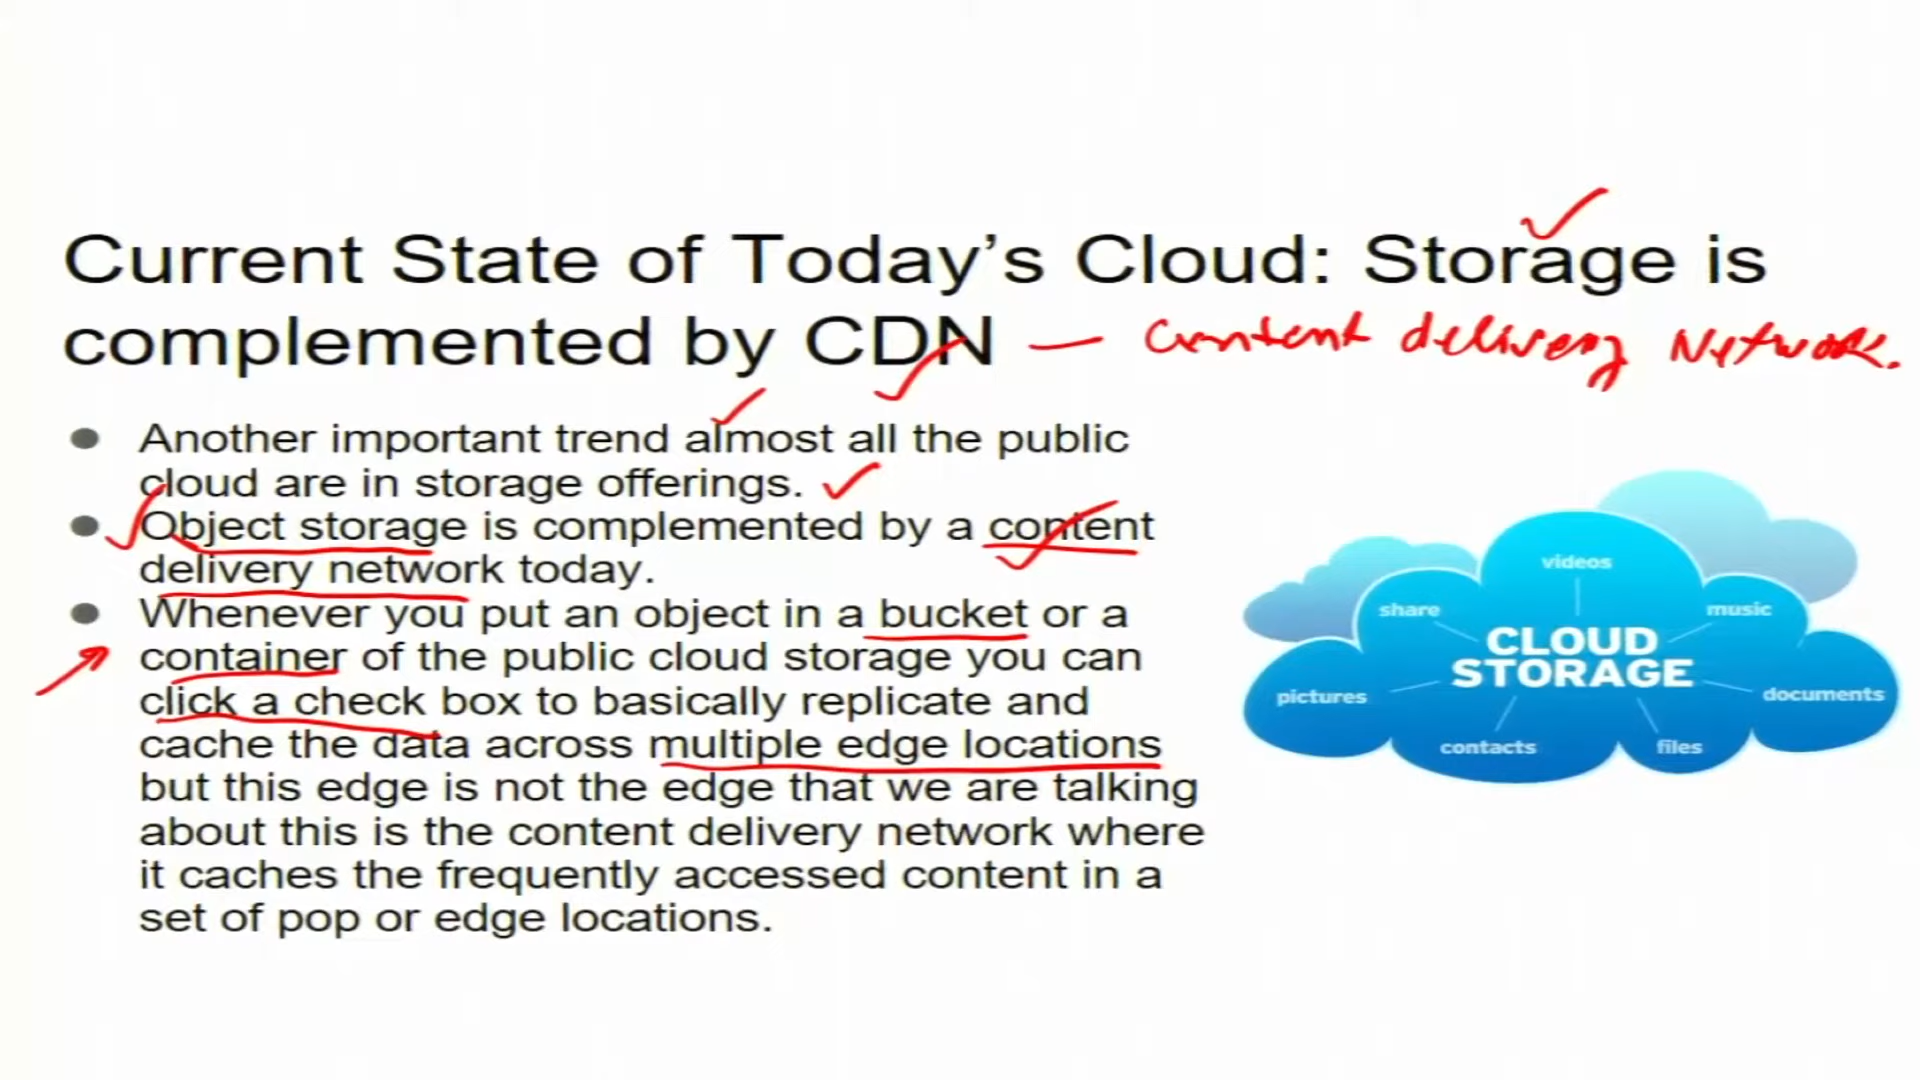 Current State of Today's Cloud: Storage is
complemented by CDN — Content delivery Network.
Another important trend almost all the public
cloud are in storage offerings.
Object storage is complemented by a content
delivery network today.
Whenever you put an object in a bucket or a
container of the public cloud storage you can
click a check box to basically replicate and
cache the data across multiple edge locations
but this edge is not the edge that we are talking
about this is the content delivery network where
it caches the frequently accessed content in a
set of pop or edge locations.
videos
share
music
CLOUD
STORAGE
pictures
documents
contacts
files